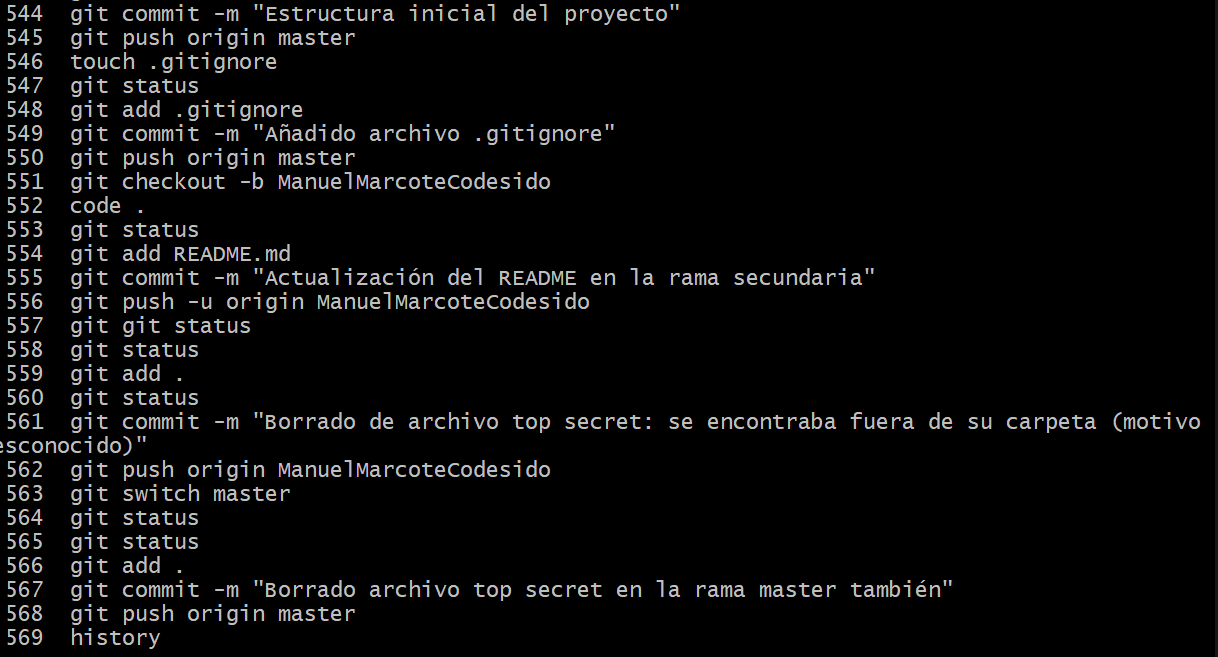 544 git commit -m "Estructura inicial del proyecto"
545 git push origin master
546 touch .gitignore
547 git status
548 git add .gitignore
549 git commit -m "Añadido archivo .gitignore"
550 git push origin master
551 git checkout -b ManuelMarcoteCodesido
552 code .
553 git status
554 git add README.md
555 git commit -m "Actualización del README en la rama secundaria"
556 git push -u origin ManuelMarcoteCodesido
557 git git status
558 git status
559 git add .
560 git status
561 git commit -m "Borrado de archivo top secret: se encontraba fuera de su carpeta (motivo
esconocido)"
562 git push origin ManuelMarcoteCodesido
563 git switch master
564 git status
565 git status
566 git add .
567 git commit -m "Borrado archivo top secret en la rama master también"
568 git push origin master
569 history